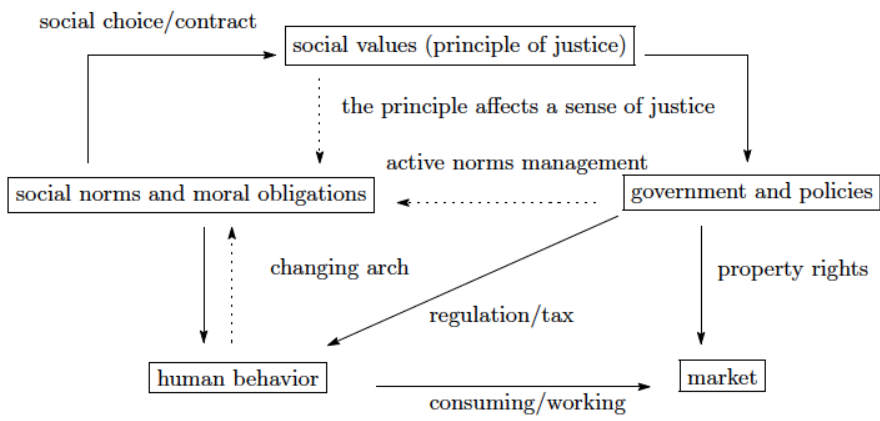 social choice/contract
social values (principle of justice)
the principle affects a sense of justice
active norms management
social norms and moral obligations
government and policies
changing arch
property rights
regulation/tax
human behavior
market
consuming/working